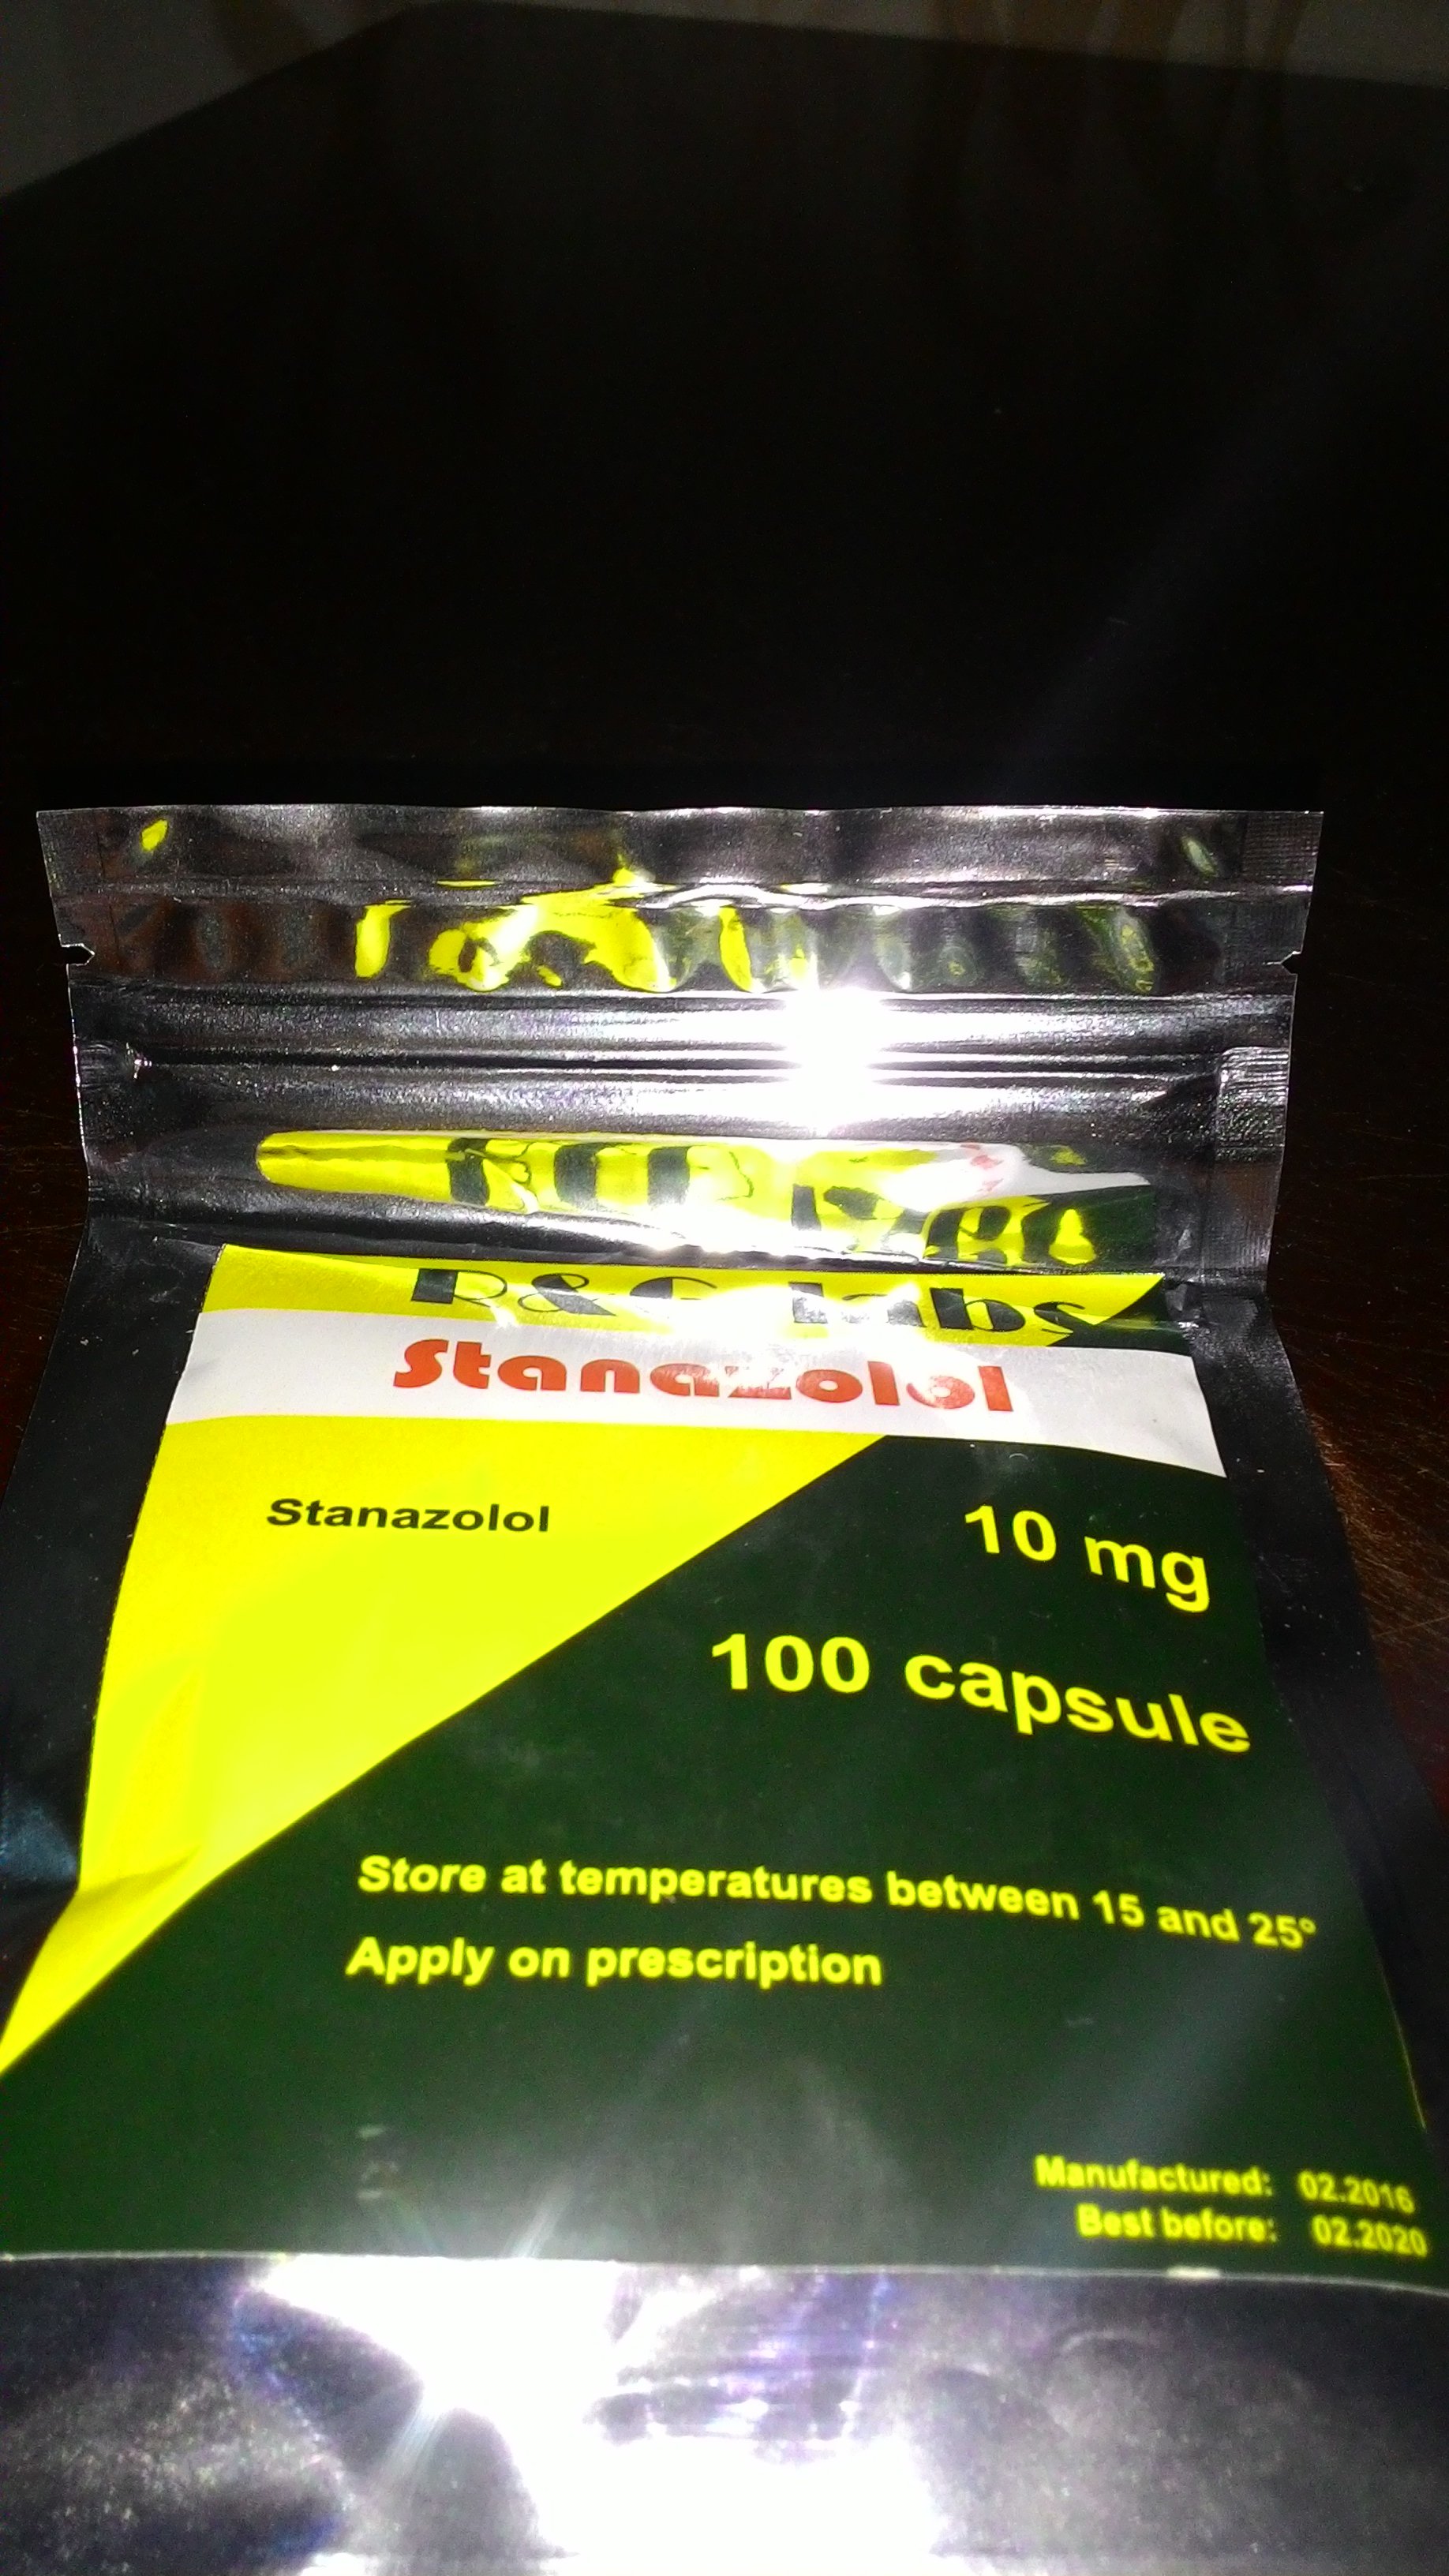 R&G labs
Stanazolol
Stanazolol
10 mg
100 capsule
Store at temperatures between 15 and 25°
Apply on prescription
Manufactured: 02.2016
Best before: 02.2020